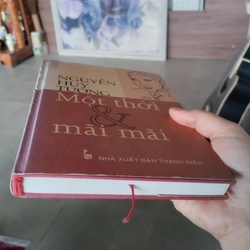 NGUYỄN
HUY
TƯỞNG
Một thời
&
mãi mãi
NHÀ XUẤT BẢN THANH NIÊN